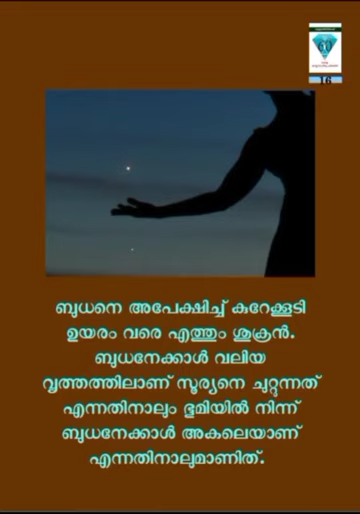 16
ബുധനെ അപേക്ഷിച്ച് കുറേക്കൂടി
ഉയരം വരെ എത്തും ശുക്രൻ.
ബുധനേക്കാൾ വലിയ
വൃത്തത്തിലാണ് സൂര്യനെ ചുറ്റുന്നത്
എന്നതിനാലും ഭൂമിയിൽ നിന്ന്
ബുധനേക്കാൾ അകലെയാണ്
എന്നതിനാലുമാണിത്.